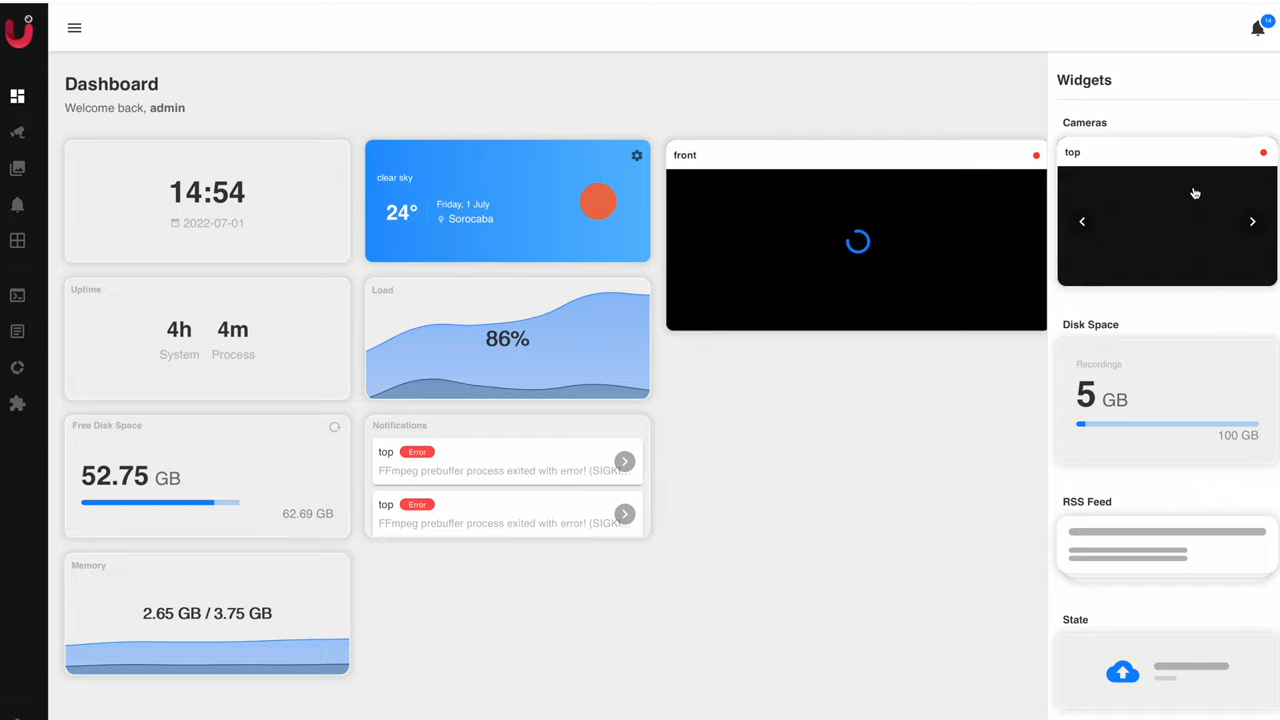 14
Dashboard
Welcome back, admin
14:54
2022-07-01
clear sky
24°
Friday, 1 July
Sorocaba
front
Uptime
4h 4m
System Process
Load
86%
Free Disk Space
52.75 GB
62.69 GB
Notifications
top Error
FFmpeg prebuffer process exited with error! (SIGKI...
top Error
FFmpeg prebuffer process exited with error! (SIGKI...
Memory
2.65 GB / 3.75 GB
Widgets
Cameras
top
Disk Space
Recordings
5 GB
100 GB
RSS Feed
State